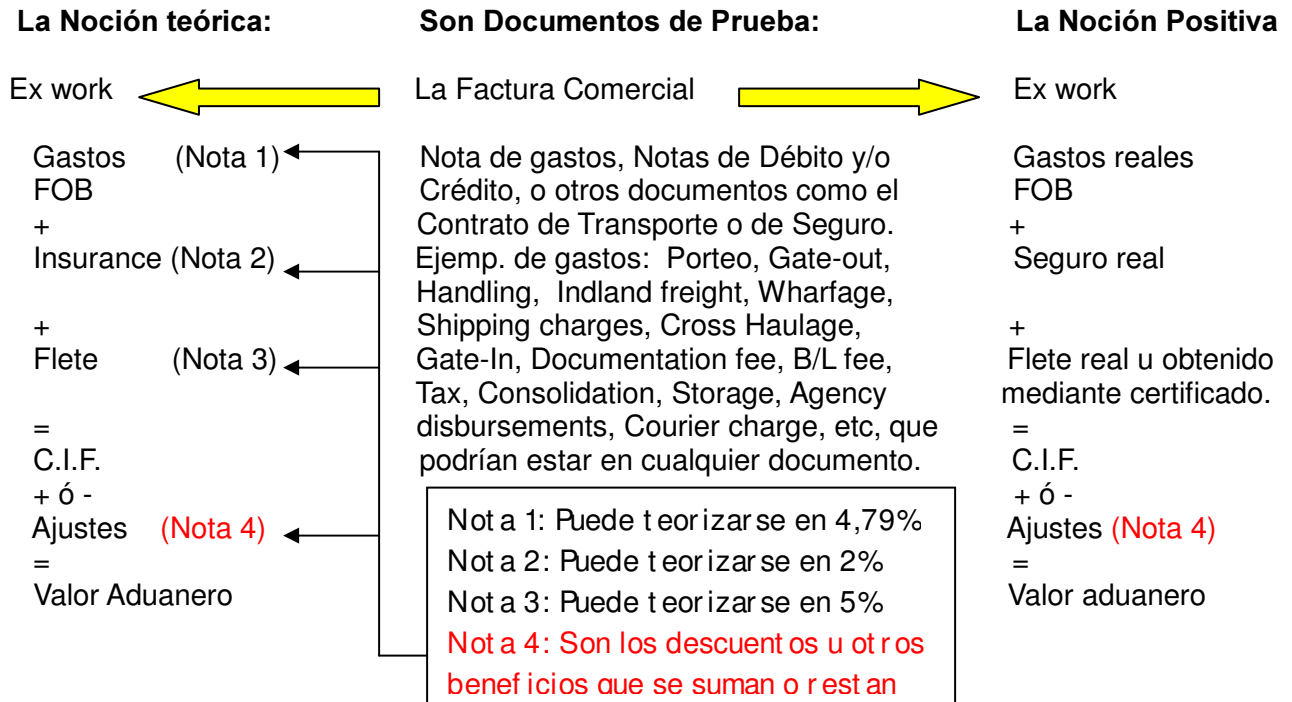 La Noción teórica:
Ex work
Gastos (Nota 1)
FOB
+
Insurance (Nota 2)
+
Flete (Nota 3)
=
C.I.F.
+ ó -
Ajustes (Nota 4)
=
Valor Aduanero
Son Documentos de Prueba:
La Factura Comercial
Nota de gastos, Notas de Débito y/o
Crédito, o otros documentos como el
Contrato de Transporte o de Seguro.
Ejemp. de gastos: Porteo, Gate-out,
Handling, Indland freight, Wharfage,
Shipping charges, Cross Haulage,
Gate-In, Documentation fee, B/L fee,
Tax, Consolidation, Storage, Agency
disbursements, Courier charge, etc, que
podrían estar en cualquier documento.
Nota 1: Puede teorizarse en 4,79%
Nota 2: Puede teorizarse en 2%
Nota 3: Puede teorizarse en 5%
Nota 4: Son los descuentos u otros
beneficios que se suman o restan
La Noción Positiva
Ex work
Gastos reales
FOB
+
Seguro real
+
Flete real u obtenido
mediante certificado.
=
C.I.F.
+ ó -
Ajustes (Nota 4)
=
Valor aduanero